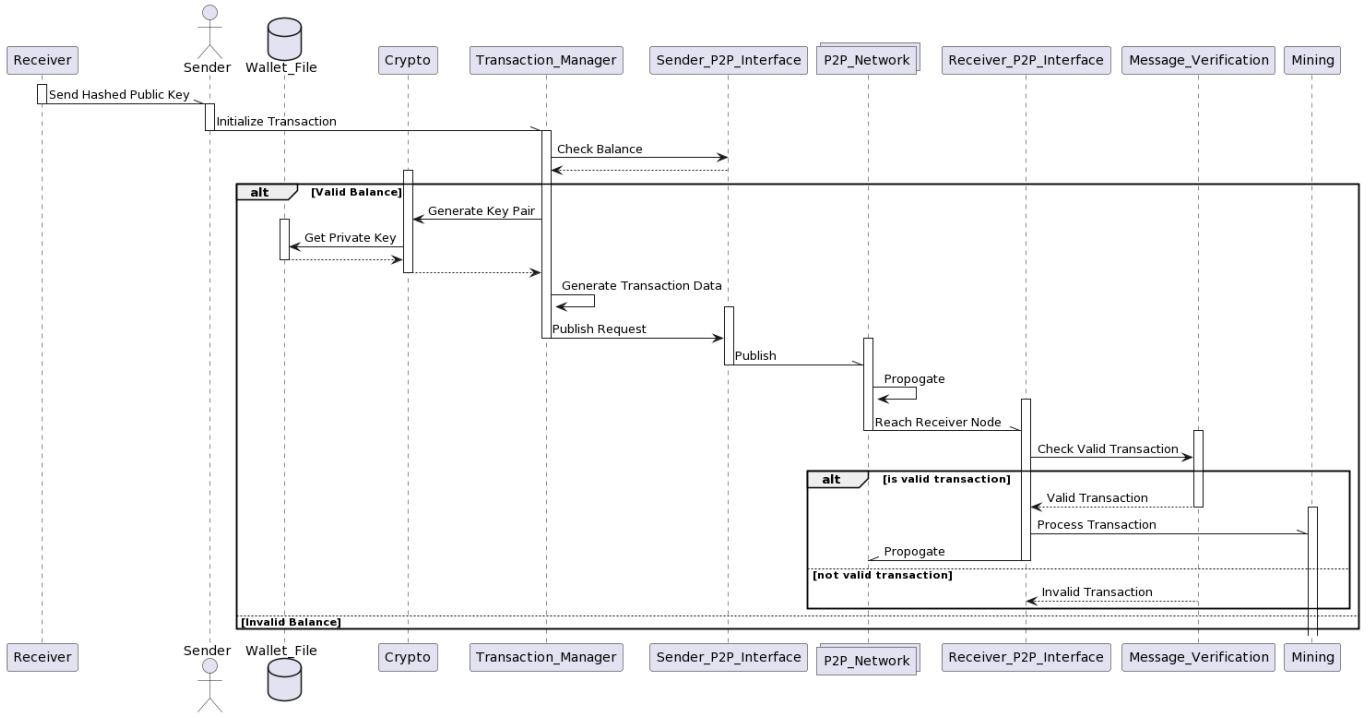 Receiver
Sender
Wallet_File
Crypto
Transaction_Manager
Sender_P2P_Interface
P2P_Network
Receiver_P2P_Interface
Message_Verification
Mining
Send Hashed Public Key
Initialize Transaction
Check Balance
alt
[Valid Balance]
Generate Key Pair
Get Private Key
Generate Transaction Data
Publish Request
Publish
Propogate
Reach Receiver Node
Check Valid Transaction
alt
[is valid transaction]
Valid Transaction
Process Transaction
Propogate
[not valid transaction]
Invalid Transaction
[Invalid Balance]
Receiver
Sender
Wallet_File
Crypto
Transaction_Manager
Sender_P2P_Interface
P2P_Network
Receiver_P2P_Interface
Message_Verification
Mining